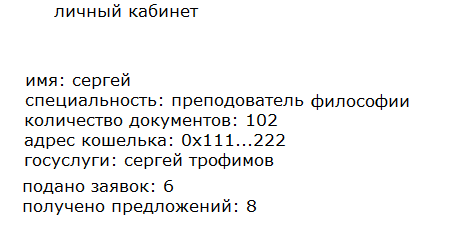 личный кабинет
имя: сергей
специальность: преподователь философии
количество документов: 102
адрес кошелька: 0x111...222
госуслуги: сергей трофимов
подано заявок: 6
получено предложений: 8